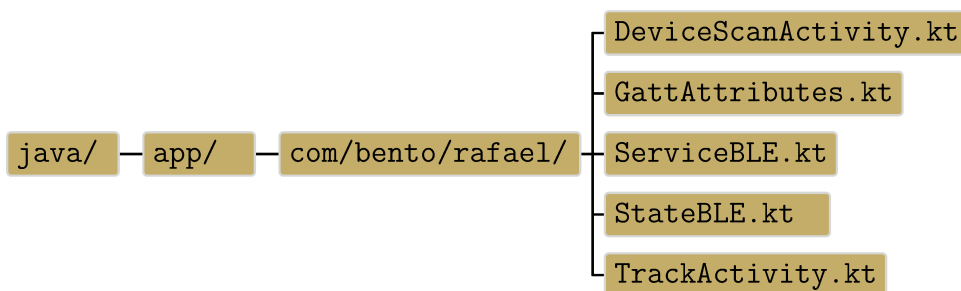 DeviceScanActivity.kt
GattAttributes.kt
java/ app/ com/bento/rafael/ ServiceBLE.kt
StateBLE.kt
TrackActivity.kt